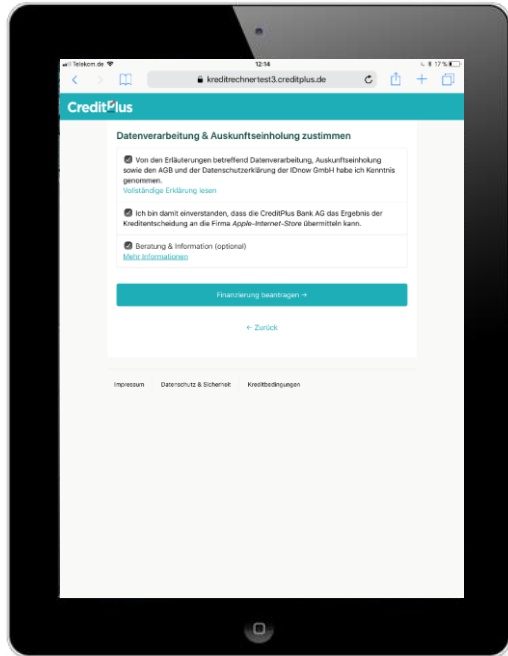 Telekom.de 12:14 17 %
kreditrechnertest3.creditplus.de
CreditPlus
Datenverarbeitung & Auskunftseinholung zustimmen
Von den Erläuterungen betreffend Datenverarbeitung, Auskunftseinholung
sowie den AGB und der Datenschutzerklärung der IDnow GmbH habe ich Kenntnis
genommen.
Vollständige Erklärung lesen
Ich bin damit einverstanden, dass die CreditPlus Bank AG das Ergebnis der
Kreditentscheidung an die Firma Apple-Internet-Store übermitteln kann.
Beratung & Information (optional)
Mehr Informationen
Finanzierung beantragen →
← Zurück
Impressum Datenschutz & Sicherheit Kreditbedingungen